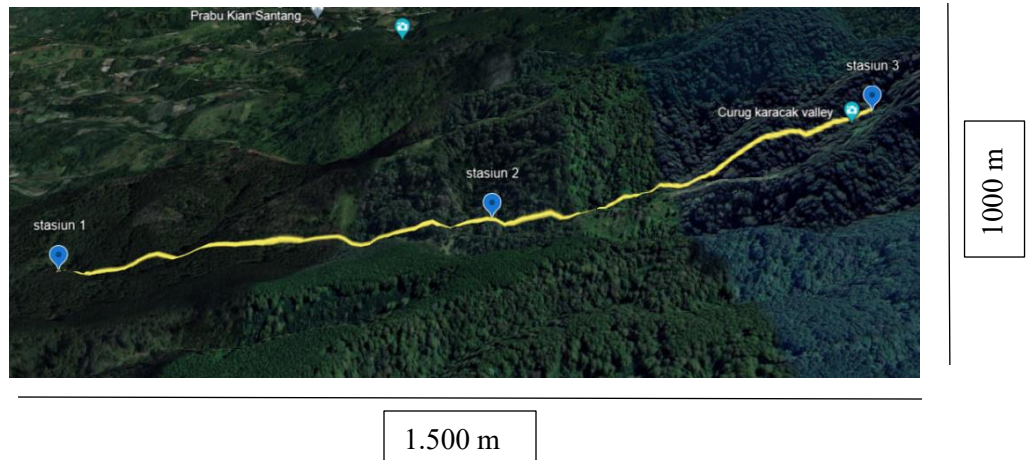 Prabu Kian Santang
stasiun 3
Curug karacak valley
stasiun 2
stasiun 1
1000 m
1.500 m